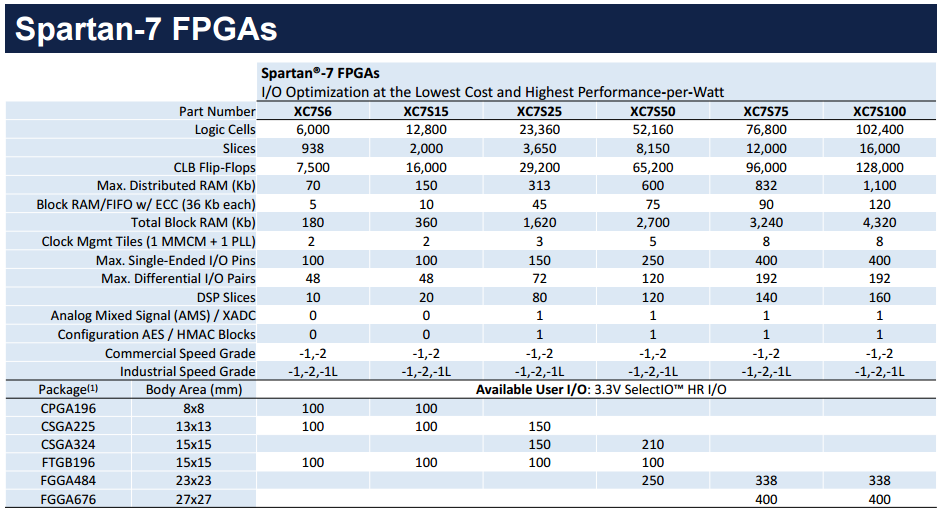 Spartan-7 FPGAs
Spartan®-7 FPGAs
I/O Optimization at the Lowest Cost and Highest Performance-per-Watt
Part Number XC7S6 XC7S15 XC7S25 XC7S50 XC7S75 XC7S100
Logic Cells 6,000 12,800 23,360 52,160 76,800 102,400
Slices 938 2,000 3,650 8,150 12,000 16,000
CLB Flip-Flops 7,500 16,000 29,200 65,200 96,000 128,000
Max. Distributed RAM (Kb) 70 150 313 600 832 1,100
Block RAM/FIFO w/ ECC (36 Kb each) 5 10 45 75 90 120
Total Block RAM (Kb) 180 360 1,620 2,700 3,240 4,320
Clock Mgmt Tiles (1 MMCM + 1 PLL) 2 2 3 5 8 8
Max. Single-Ended I/O Pins 100 100 150 250 400 400
Max. Differential I/O Pairs 48 48 72 120 192 192
DSP Slices 10 20 80 120 140 160
Analog Mixed Signal (AMS) / XADC 0 0 1 1 1 1
Configuration AES / HMAC Blocks 0 0 1 1 1 1
Commercial Speed Grade -1,-2 -1,-2 -1,-2 -1,-2 -1,-2 -1,-2
Industrial Speed Grade -1,-2,-1L -1,-2,-1L -1,-2,-1L -1,-2,-1L -1,-2,-1L -1,-2,-1L
Package(1) Body Area (mm) Available User I/O: 3.3V SelectIO™ HR I/O
CPGA196 8x8 100 100
CSGA225 13x13 100 100 150
CSGA324 15x15 150 210
FTGB196 15x15 100 100 100 100
FGGA484 23x23 250 338 338
FGGA676 27x27 400 400